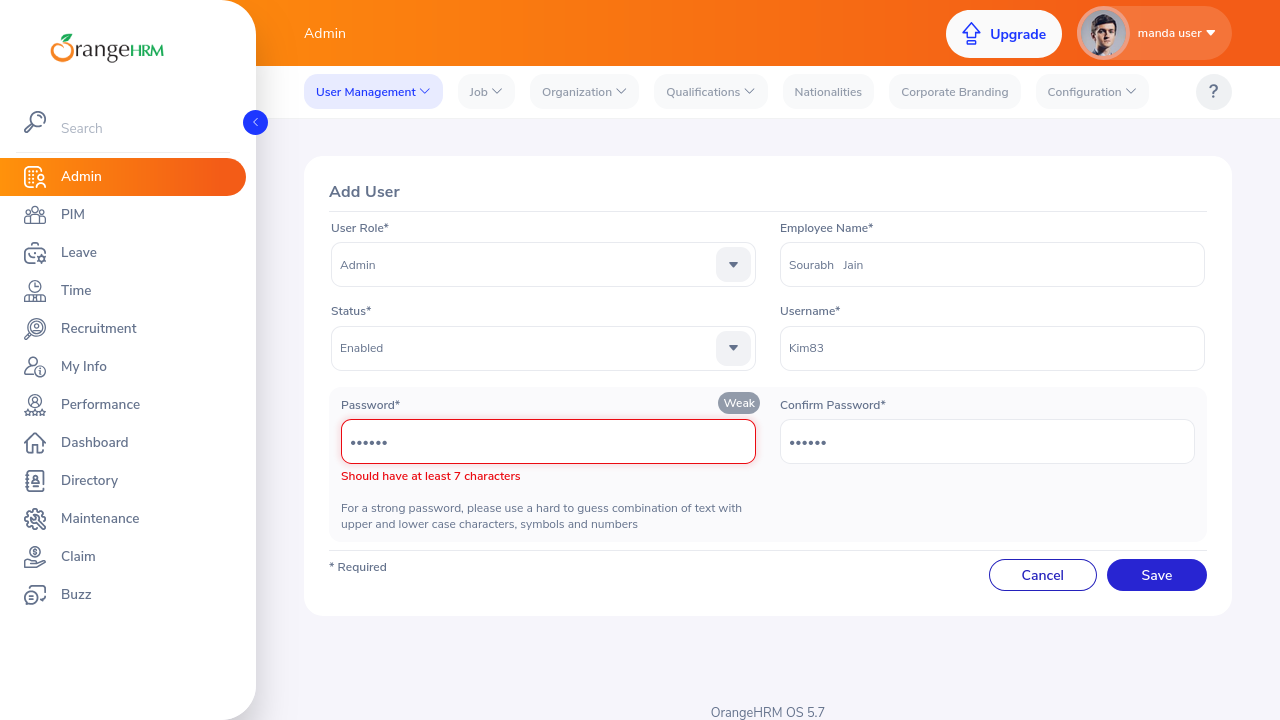 OrangeHRM
Admin
Upgrade
manda user
User Management
Job
Organization
Qualifications
Nationalities
Corporate Branding
Configuration
?
Search
Admin
PIM
Leave
Time
Recruitment
My Info
Performance
Dashboard
Directory
Maintenance
Claim
Buzz
Add User
User Role*
Employee Name*
Admin
Sourabh  Jain
Status*
Username*
Enabled
Kim83
Password*
Weak
Confirm Password*
••••••
••••••
Should have at least 7 characters
For a strong password, please use a hard to guess combination of text with
upper and lower case characters, symbols and numbers
* Required
Cancel
Save
OrangeHRM OS 5.7